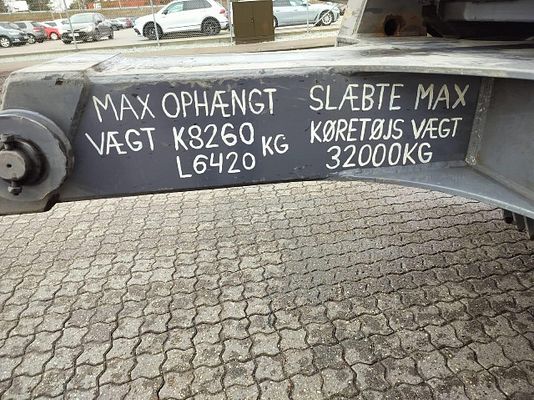 MAX OPHÆNGT
VÆGT K8260 KG
L6420
SLÆBTE MAX
KØRETØJS VÆGT
32000KG